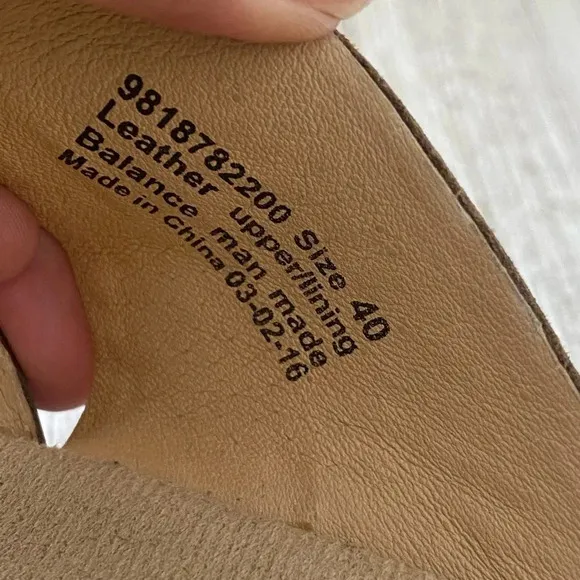 9818782200 Size 40
Leather upper/lining
Balance man made
Made in China 03-02-16